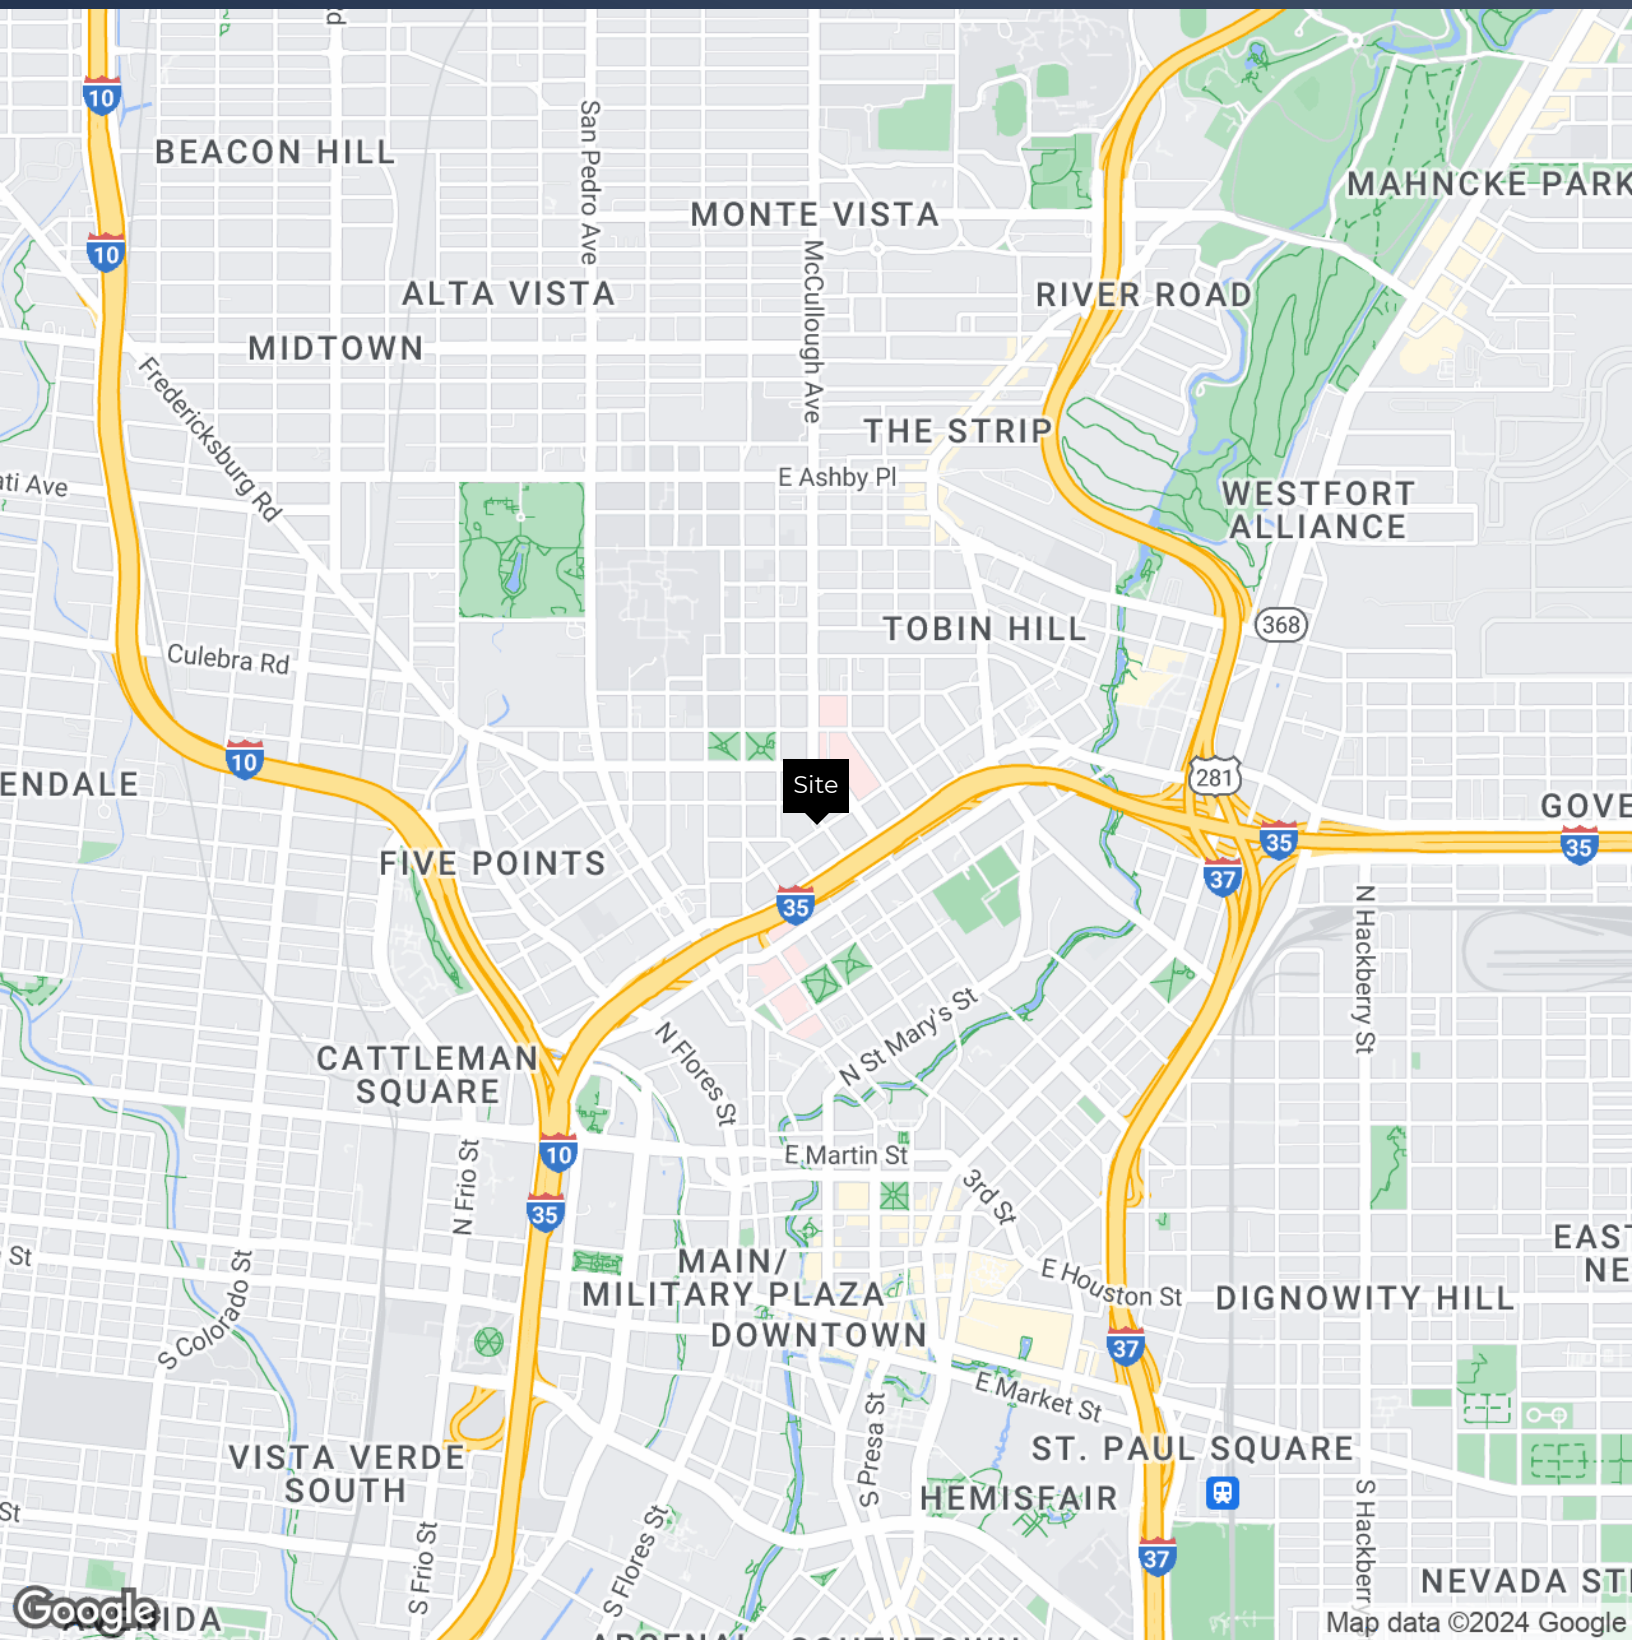 10
BEACON HILL
San Pedro Ave
MAHNCKE PARK
MONTE VISTA
10
McCullough Ave
ALTA VISTA
RIVER ROAD
MIDTOWN
Fredericksburg Rd
THE STRIP
E Ashby Pl
ati Ave
WESTFORT
ALLIANCE
368
TOBIN HILL
Culebra Rd
10
281
ENDALE
Site
GOVE
35
35
FIVE POINTS
37
35
N Hackberry St
N St Mary's St
N Flores St
CATTLEMAN
SQUARE
10
E Martin St
N Frio St
3rd St
35
St
EAST
NE
MAIN/
MILITARY PLAZA
E Houston St
DIGNOWITY HILL
S Colorado St
DOWNTOWN
37
E Market St
S Presa St
VISTA VERDE
SOUTH
ST. PAUL SQUARE
HEMISFAIR
St
S Flores St
S Frio St
S Hackberry
37
NEVADA ST
Google
IDA
Map data ©2024 Google